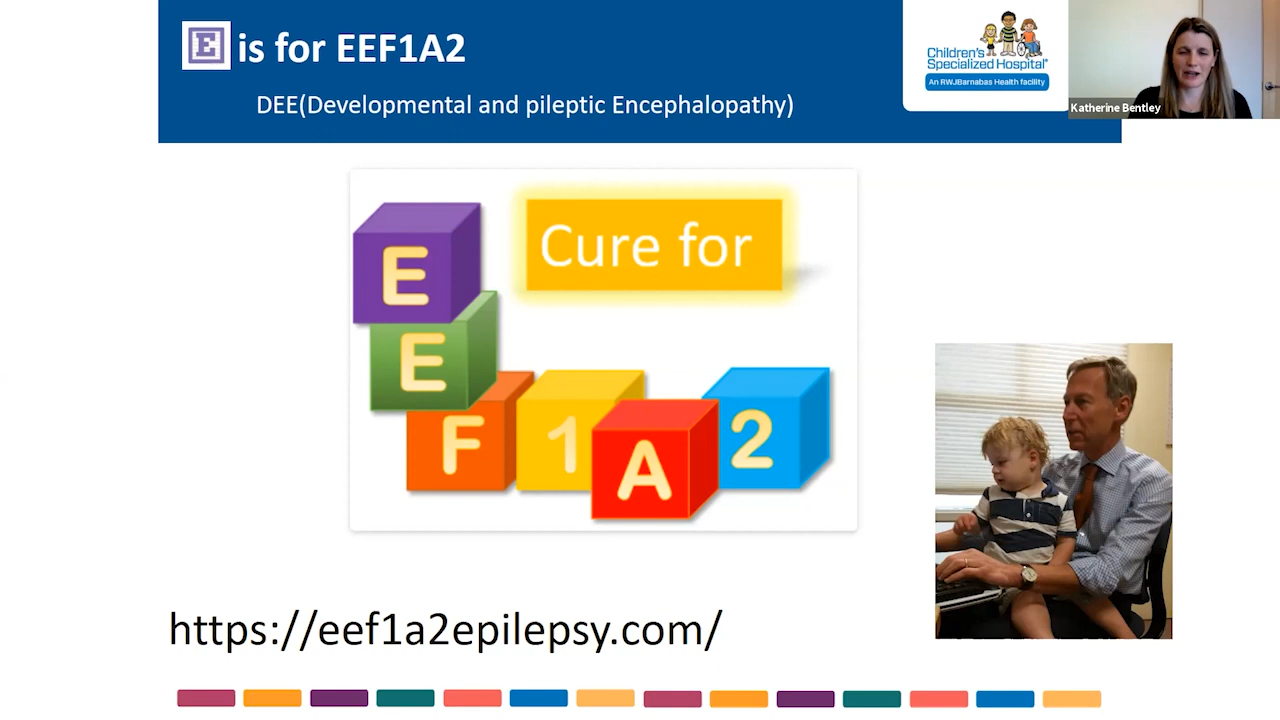 E is for EEF1A2
DEE(Developmental and pileptic Encephalopathy)
Children's
Specialized Hospital®
An RWJBarnabas Health facility
Katherine Bentley
Cure for
E
E
F 1 A 2
https://eef1a2epilepsy.com/